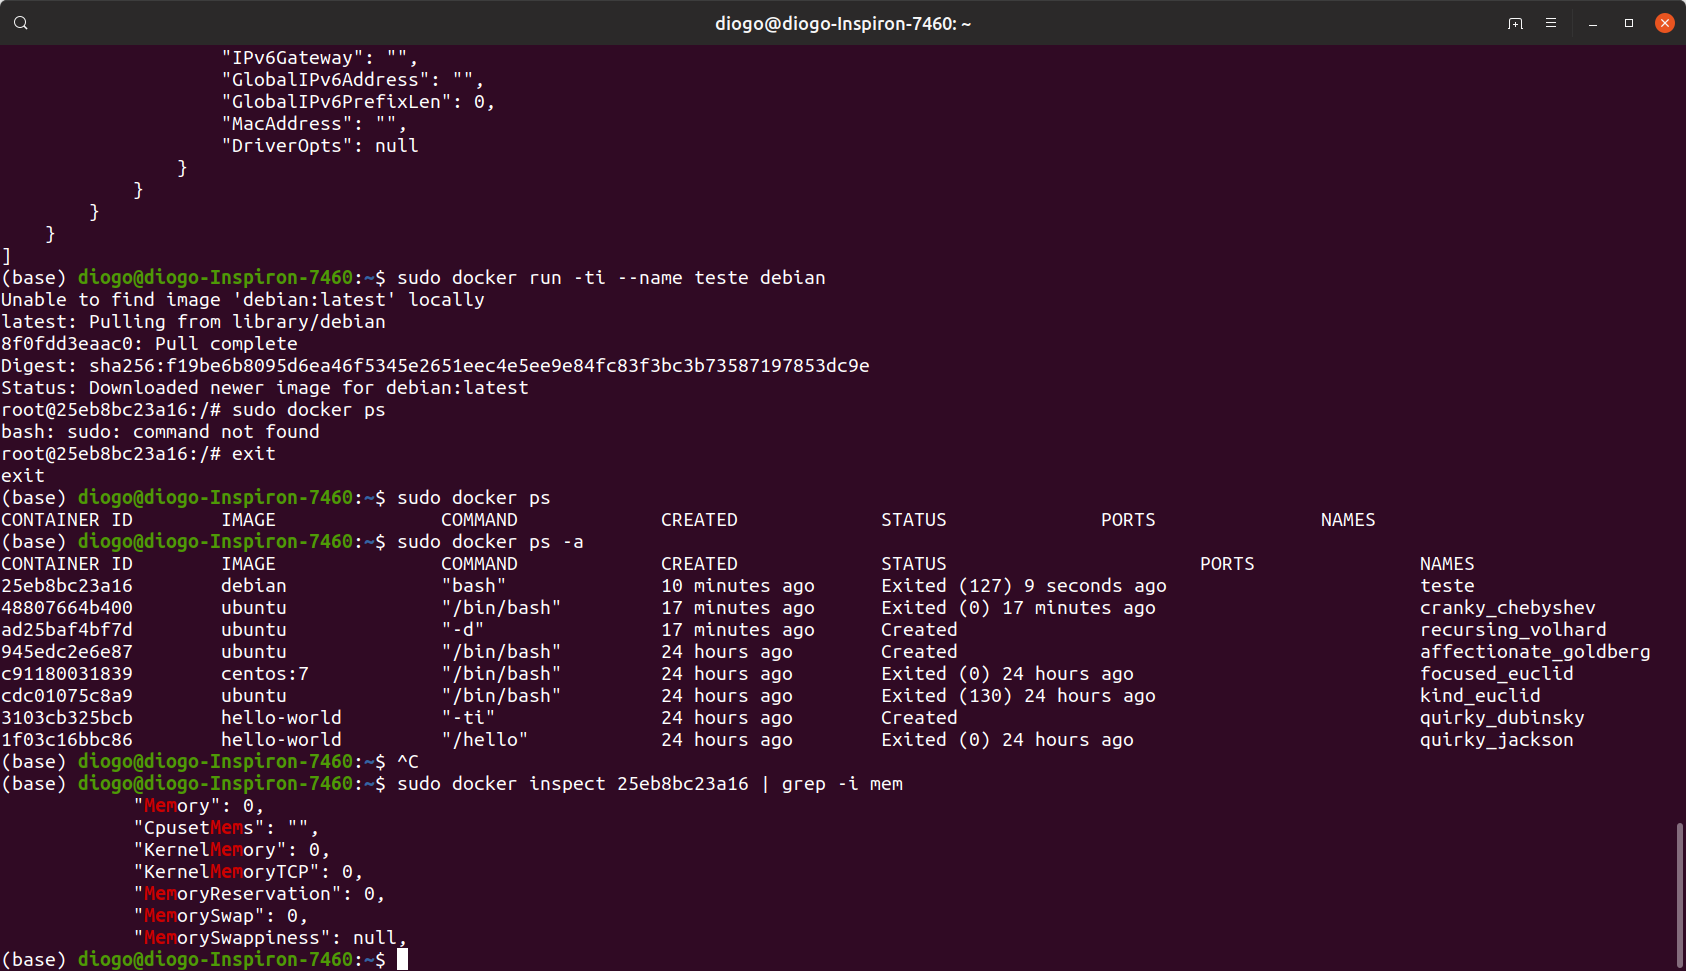 diogo@diogo-Inspiron-7460: ~
                    "IPv6Gateway": "",
                    "GlobalIPv6Address": "",
                    "GlobalIPv6PrefixLen": 0,
                    "MacAddress": "",
                    "DriverOpts": null
                }
            }
        }
    }
]
(base) diogo@diogo-Inspiron-7460:~$ sudo docker run -ti --name teste debian
Unable to find image 'debian:latest' locally
latest: Pulling from library/debian
8f0fdd3eaac0: Pull complete
Digest: sha256:f19be6b8095d6ea46f5345e2651eec4e5ee9e84fc83f3bc3b73587197853dc9e
Status: Downloaded newer image for debian:latest
root@25eb8bc23a16:/# sudo docker ps
bash: sudo: command not found
root@25eb8bc23a16:/# exit
exit
(base) diogo@diogo-Inspiron-7460:~$ sudo docker ps
CONTAINER ID        IMAGE               COMMAND             CREATED             STATUS              PORTS               NAMES
(base) diogo@diogo-Inspiron-7460:~$ sudo docker ps -a
CONTAINER ID        IMAGE               COMMAND             CREATED             STATUS                       PORTS               NAMES
25eb8bc23a16        debian              "bash"              10 minutes ago      Exited (127) 9 seconds ago                       teste
48807664b400        ubuntu              "/bin/bash"         17 minutes ago      Exited (0) 17 minutes ago                        cranky_chebyshev
ad25baf4bf7d        ubuntu              "-d"                17 minutes ago      Created                                          recursing_volhard
945edc2e6e87        ubuntu              "/bin/bash"         24 hours ago        Created                                          affectionate_goldberg
c91180031839        centos:7            "/bin/bash"         24 hours ago        Exited (0) 24 hours ago                          focused_euclid
cdc01075c8a9        ubuntu              "/bin/bash"         24 hours ago        Exited (130) 24 hours ago                        kind_euclid
3103cb325bcb        hello-world         "-ti"               24 hours ago        Created                                          quirky_dubinsky
1f03c16bbc86        hello-world         "/hello"            24 hours ago        Exited (0) 24 hours ago                          quirky_jackson
(base) diogo@diogo-Inspiron-7460:~$ ^C
(base) diogo@diogo-Inspiron-7460:~$ sudo docker inspect 25eb8bc23a16 | grep -i mem
            "Memory": 0,
            "CpusetMems": "",
            "KernelMemory": 0,
            "KernelMemoryTCP": 0,
            "MemoryReservation": 0,
            "MemorySwap": 0,
            "MemorySwappiness": null,
(base) diogo@diogo-Inspiron-7460:~$